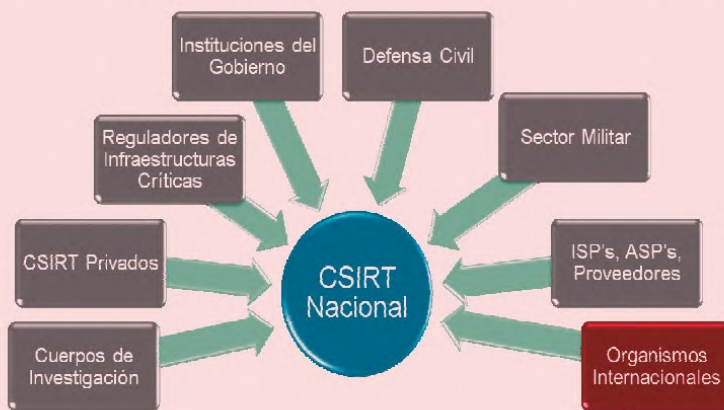 Instituciones del
Gobierno
Defensa Civil
Reguladores de
Infraestructuras
Críticas
Sector Militar
CSIRT Privados
CSIRT
Nacional
ISP's, ASP's,
Proveedores
Cuerpos de
Investigación
Organismos
Internacionales